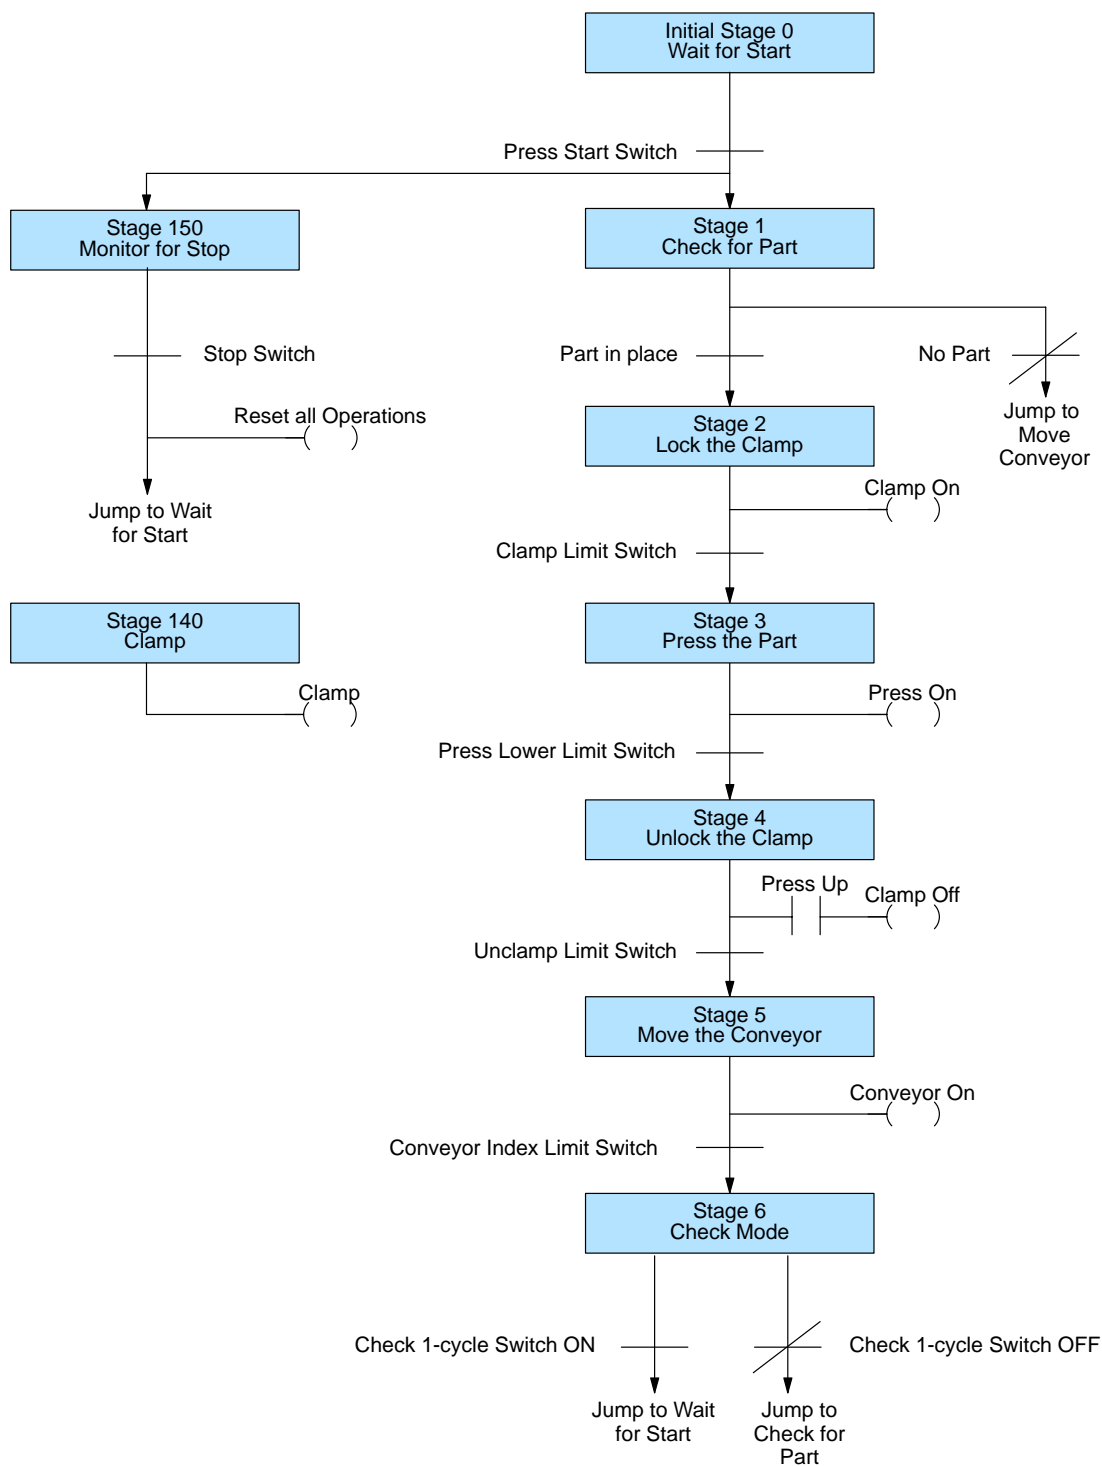 Initial Stage 0
Wait for Start
Press Start Switch
Stage 150
Monitor for Stop
Stage 1
Check for Part
Stop Switch
Part in place
No Part
Reset all Operations
Jump to
Move
Conveyor
Stage 2
Lock the Clamp
Clamp On
Jump to Wait
for Start
Clamp Limit Switch
Stage 140
Clamp
Stage 3
Press the Part
Clamp
Press On
Press Lower Limit Switch
Stage 4
Unlock the Clamp
Press Up
Clamp Off
Unclamp Limit Switch
Stage 5
Move the Conveyor
Conveyor On
Conveyor Index Limit Switch
Stage 6
Check Mode
Check 1-cycle Switch ON
Check 1-cycle Switch OFF
Jump to Wait
for Start
Jump to
Check for
Part